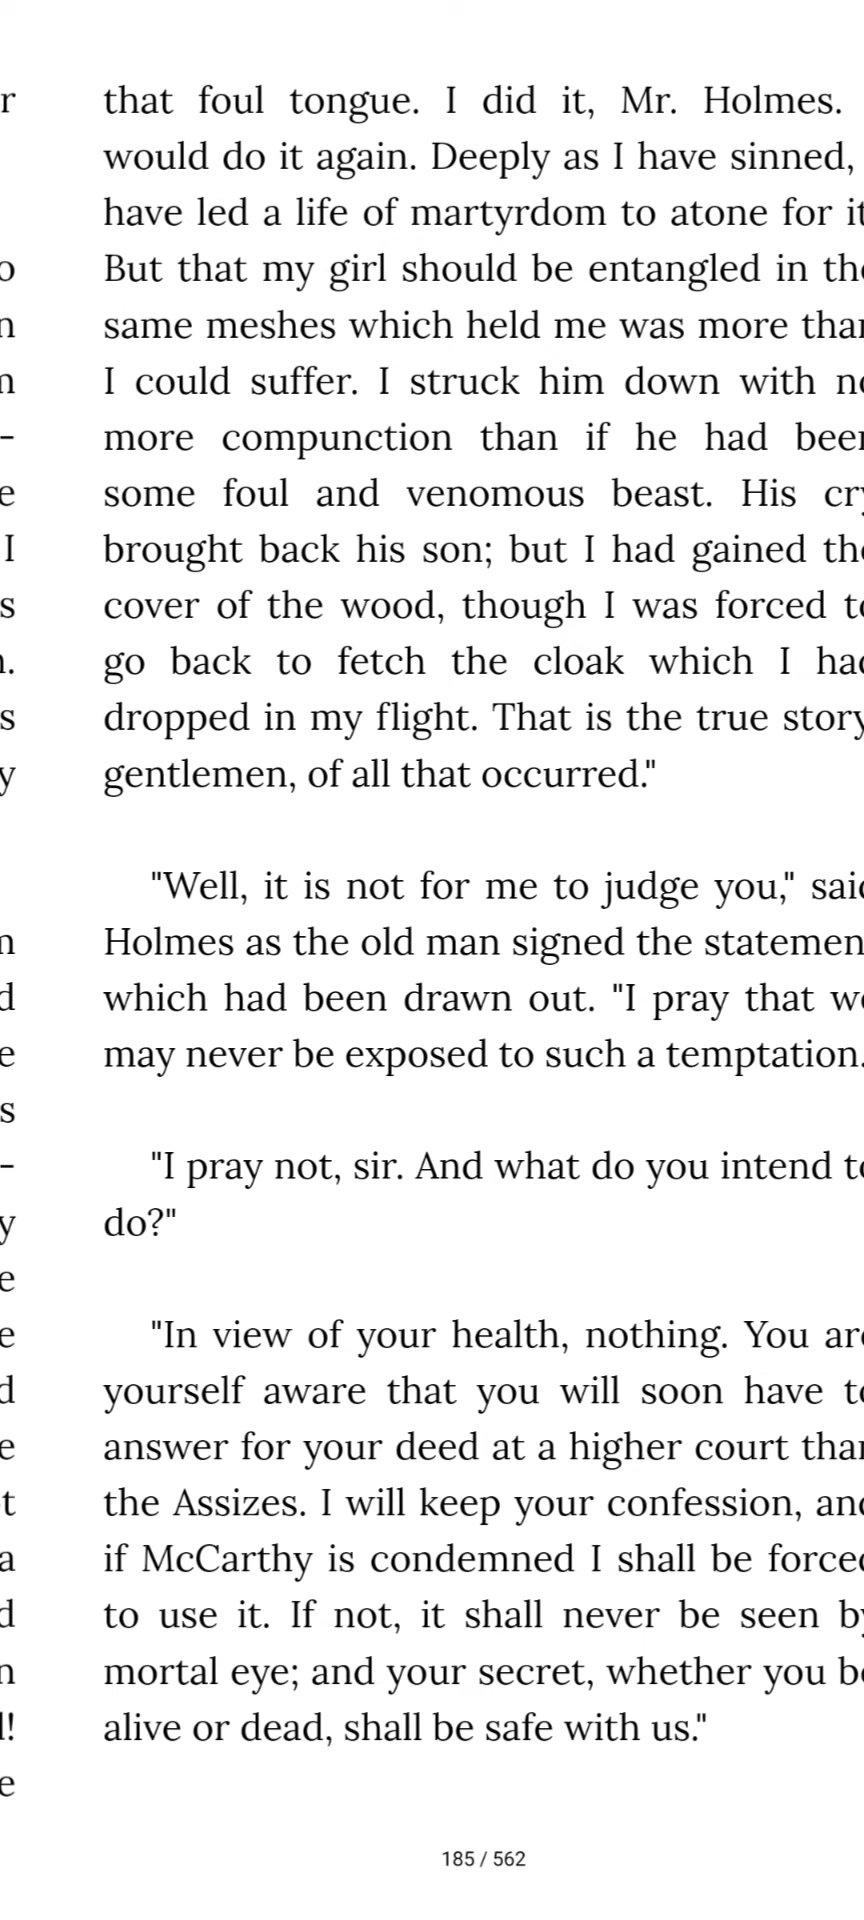 that foul tongue. I did it, Mr. Holmes.
would do it again. Deeply as I have sinned,
have led a life of martyrdom to atone for it
But that my girl should be entangled in the
same meshes which held me was more than
I could suffer. I struck him down with no
more compunction than if he had been
some foul and venomous beast. His cry
brought back his son; but I had gained the
cover of the wood, though I was forced to
go back to fetch the cloak which I had
dropped in my flight. That is the true story
gentlemen, of all that occurred."
"Well, it is not for me to judge you," said
Holmes as the old man signed the statement
which had been drawn out. "I pray that we
may never be exposed to such a temptation.
"I pray not, sir. And what do you intend to
do?"
"In view of your health, nothing. You are
yourself aware that you will soon have to
answer for your deed at a higher court than
the Assizes. I will keep your confession, and
if McCarthy is condemned I shall be forced
to use it. If not, it shall never be seen by
mortal eye; and your secret, whether you be
alive or dead, shall be safe with us."
185 / 562